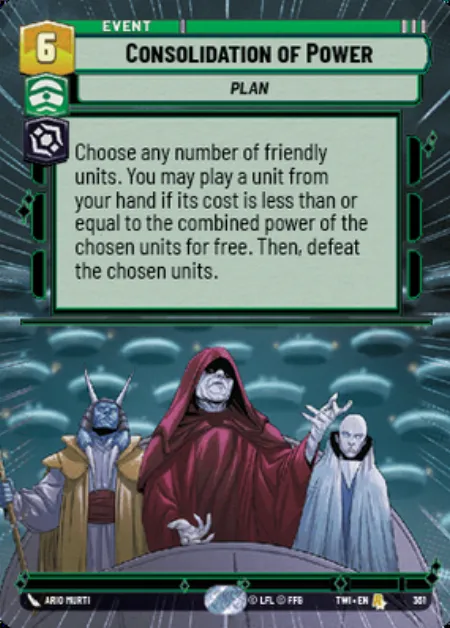 EVENT
6
CONSOLIDATION OF POWER
PLAN
Choose any number of friendly
units. You may play a unit from
your hand if its cost is less than or
equal to the combined power of the
chosen units for free. Then, defeat
the chosen units.
ARIO MURTI
© LFL © FFG
TWI • EN
361